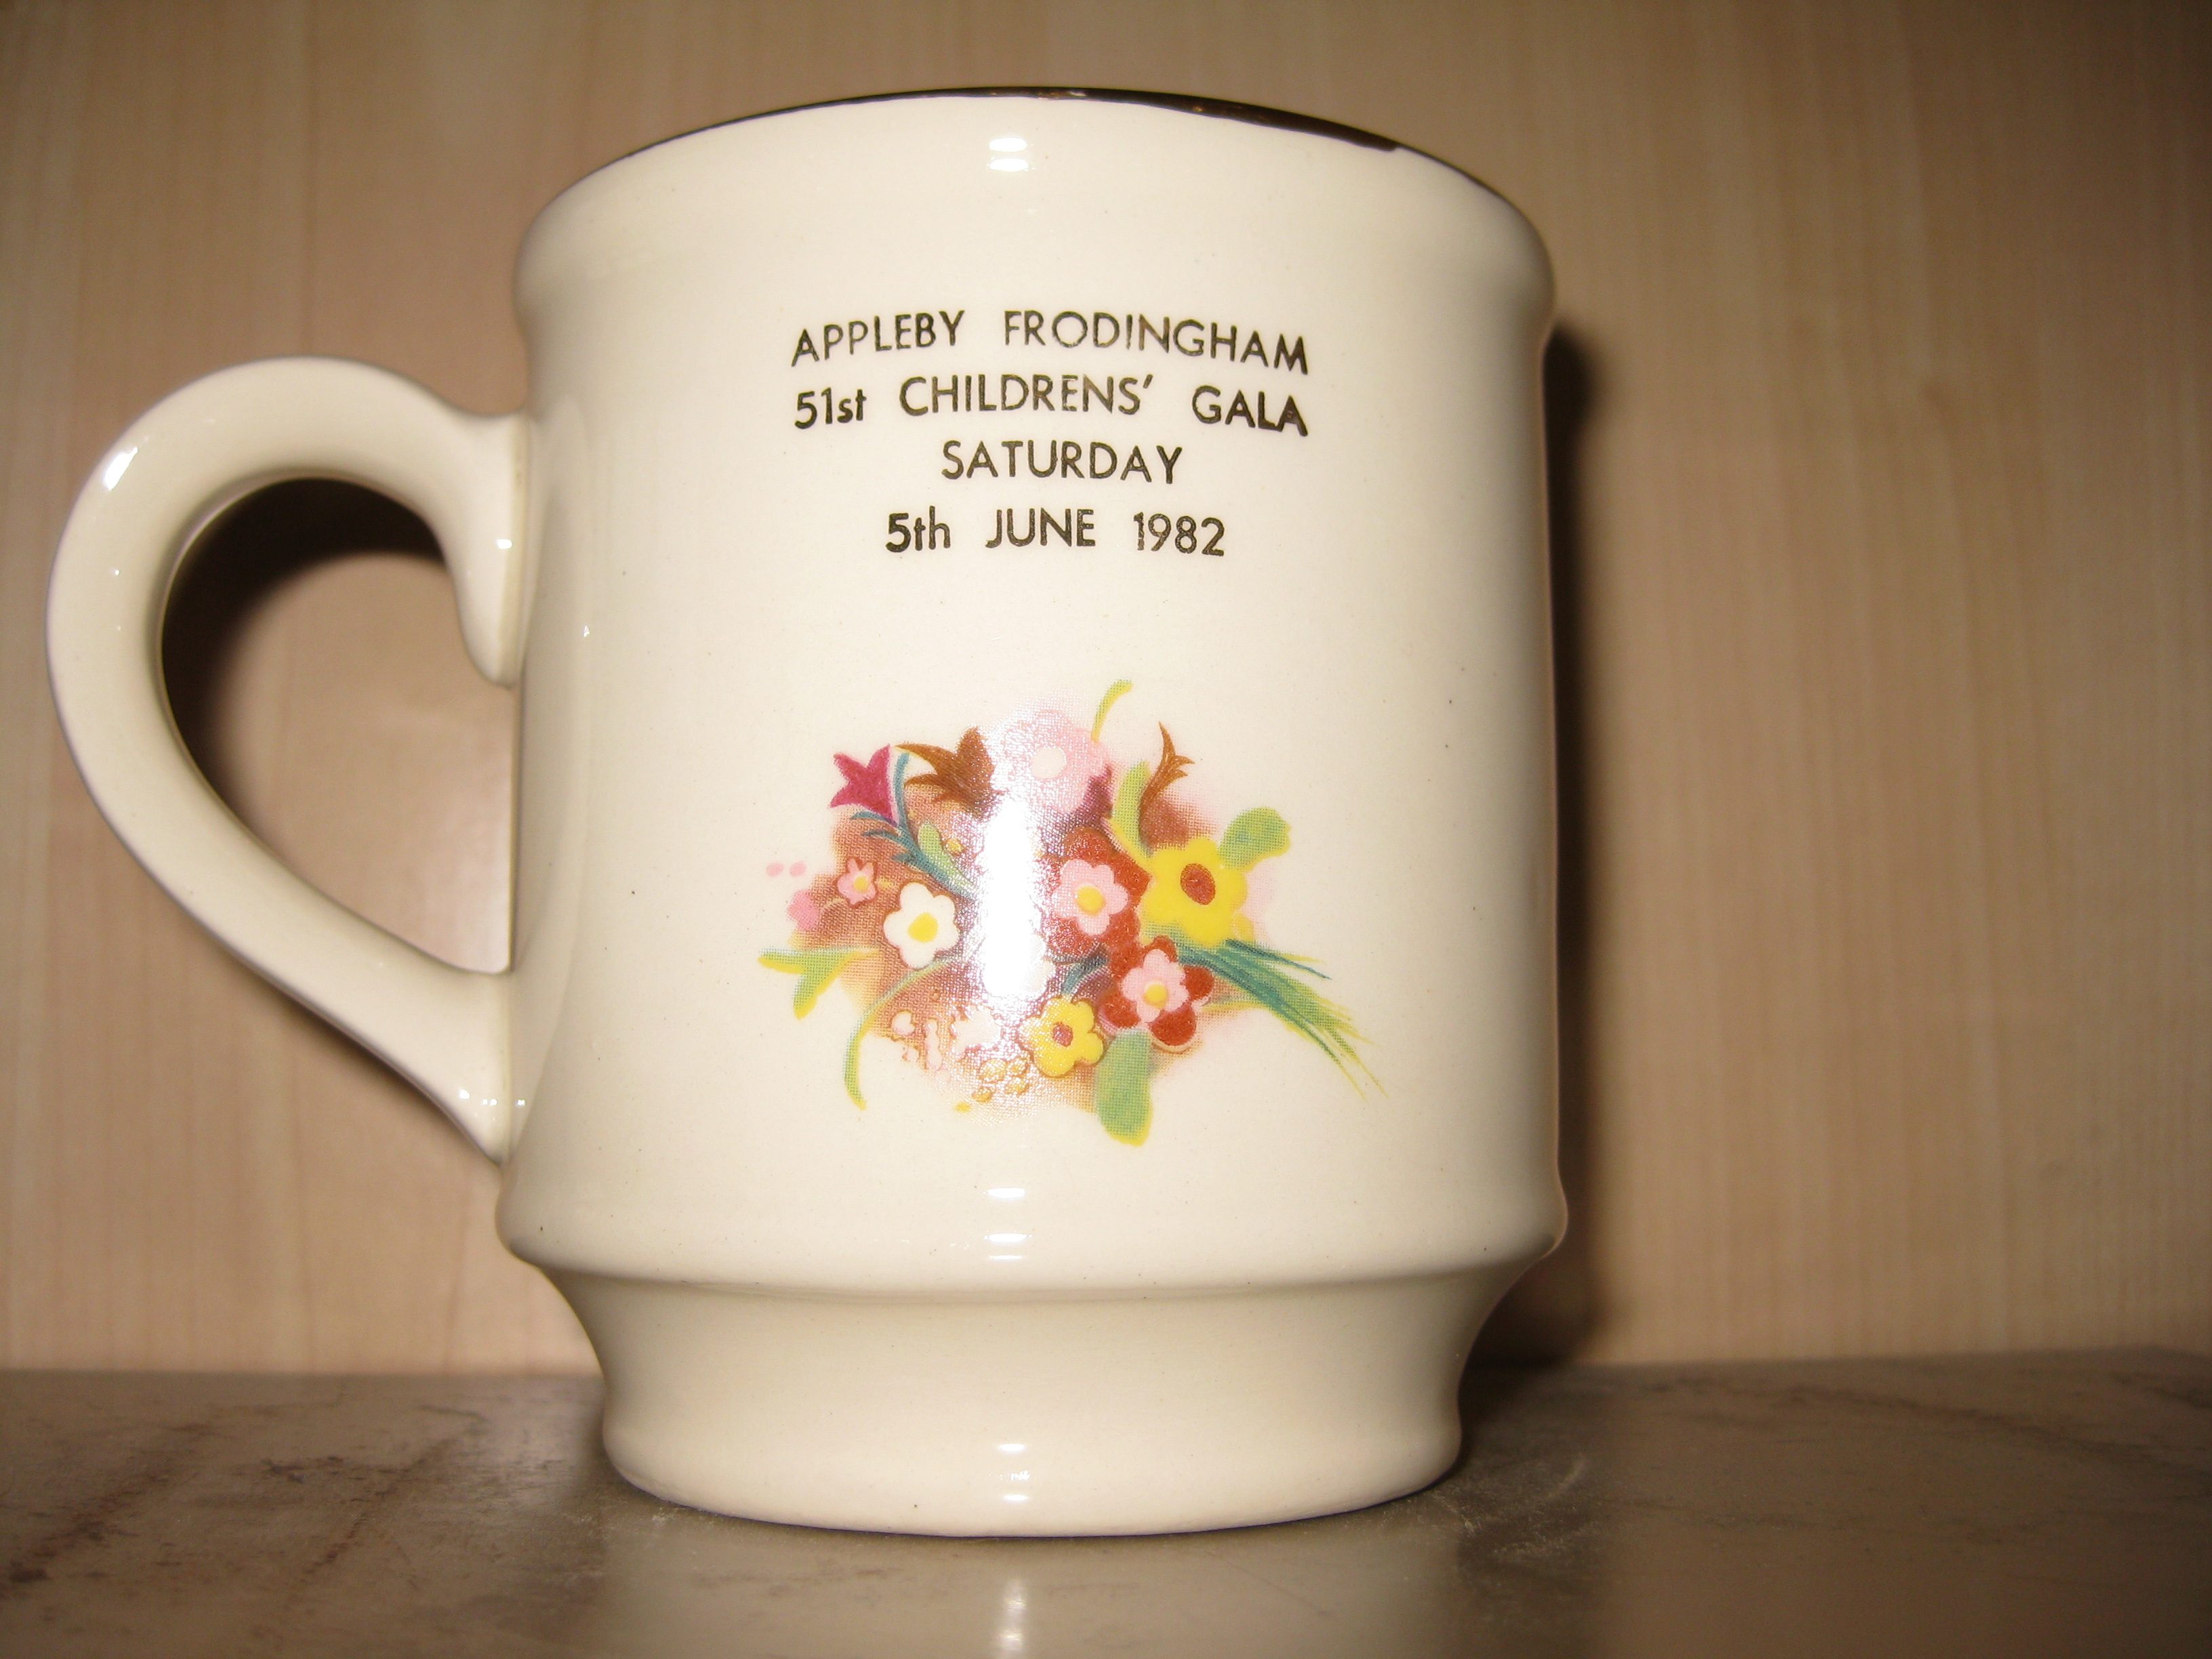 APPLEBY FRODINGHAM
51st CHILDRENS' GALA
SATURDAY
5th JUNE 1982